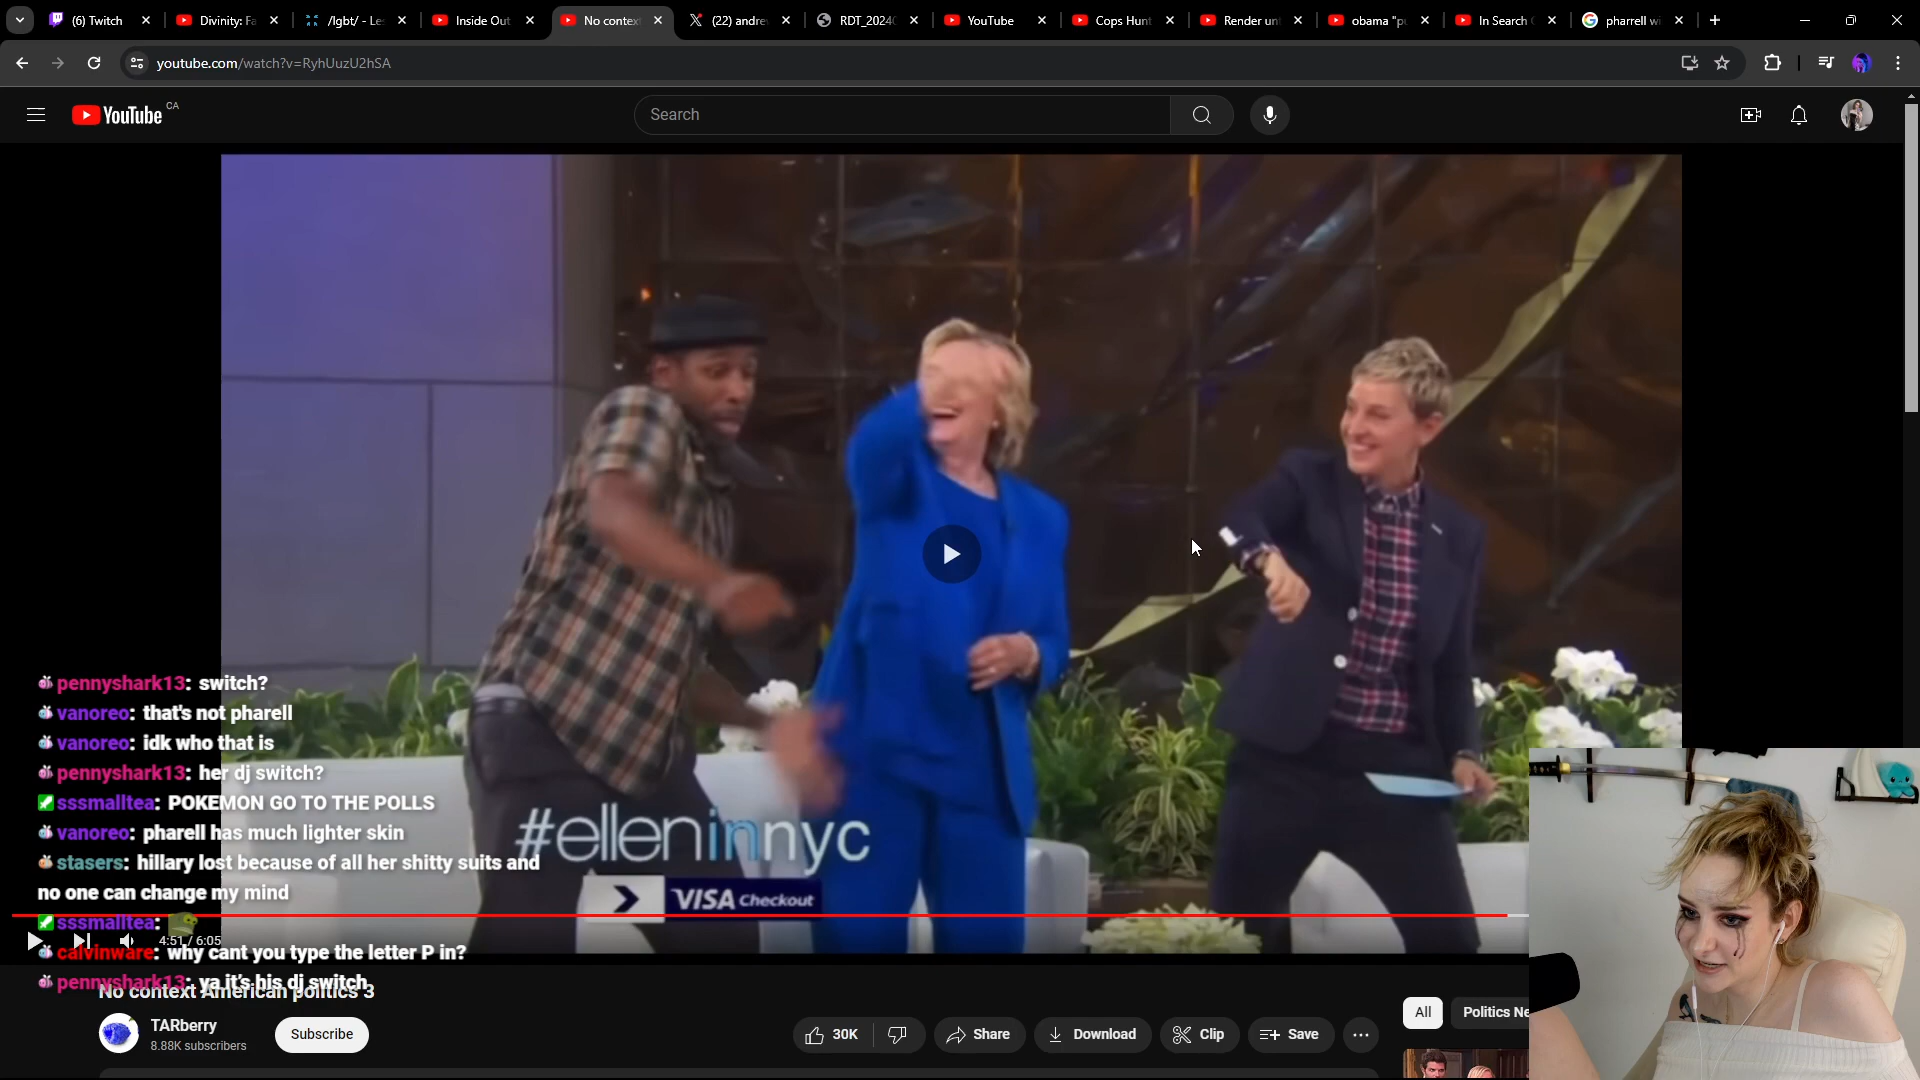 (6) Twitch
Divinity: Fa
/lgbt/ - Les
Inside Out
No contex
(22) andre
RDT_2024
YouTube
Cops Hunt
Render un
obama "p
In Search
pharrell wi
youtube.com/watch?v=RyhUuzU2hSA
YouTube CA
Search
pennyshark13: switch?
vanoreo: that's not pharell
vanoreo: idk who that is
pennyshark13: her dj switch?
sssmalltea: POKEMON GO TO THE POLLS
vanoreo: pharell has much lighter skin
stasers: hillary lost because of all her shitty suits and
no one can change my mind
sssmalltea:
calvinware: why cant you type the letter P in?
pennyshark13: ya it's his dj switch
#elleninnyc
VISA Checkout
4:51 / 6:05
No context American politics 3
TARberry
8.88K subscribers
Subscribe
30K
Share
Download
Clip
Save
All
Politics Ne